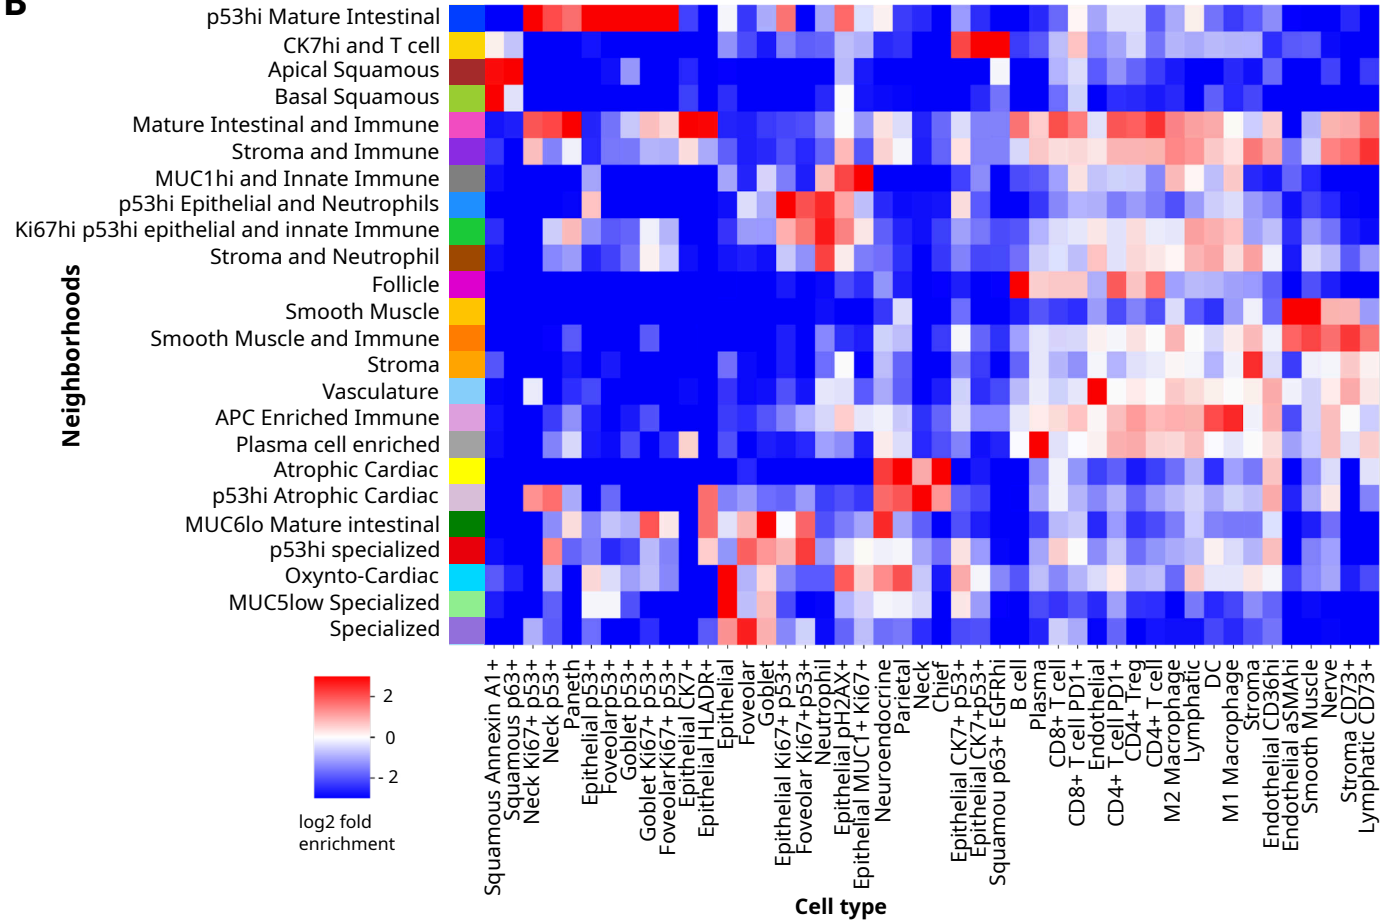 B
p53hi Mature Intestinal
CK7hi and T cell
Apical Squamous
Basal Squamous
Mature Intestinal and Immune
Stroma and Immune
MUC1hi and Innate Immune
p53hi Epithelial and Neutrophils
Ki67hi p53hi epithelial and innate Immune
Stroma and Neutrophil
Follicle
Smooth Muscle
Smooth Muscle and Immune
Stroma
Vasculature
APC Enriched Immune
Plasma cell enriched
Atrophic Cardiac
p53hi Atrophic Cardiac
MUC6lo Mature intestinal
p53hi specialized
Oxynto-Cardiac
MUC5low Specialized
Specialized
Neighborhoods
Squamous Annexin A1+
Squamous p63+
Neck Ki67+ p53+
Neck p53+
Paneth
Epithelial p53+
Foveolarp53+
Goblet p53+
Goblet Ki67+ p53+
FoveolarKi67+ p53+
Epithelial CK7+
Epithelial HLADR+
Epithelial
Foveolar
Goblet
Epithelial Ki67+ p53+
Foveolar Ki67+p53+
Neutrophil
Epithelial pH2AX+
Epithelial MUC1+ Ki67+
Neuroendocrine
Parietal
Neck
Chief
Epithelial CK7+ p53+
Epithelial CK7+p53+
Squamou p63+ EGFRhi
B cell
Plasma
CD8+ T cell
CD8+ T cell PD1+
Endothelial
CD4+ T cell PD1+
CD4+ Treg
CD4+ T cell
M2 Macrophage
Lymphatic
DC
M1 Macrophage
Stroma
Endothelial CD36hi
Endothelial aSMAhi
Smooth Muscle
Nerve
Stroma CD73+
Lymphatic CD73+
Cell type
2
0
- 2
log2 fold
enrichment